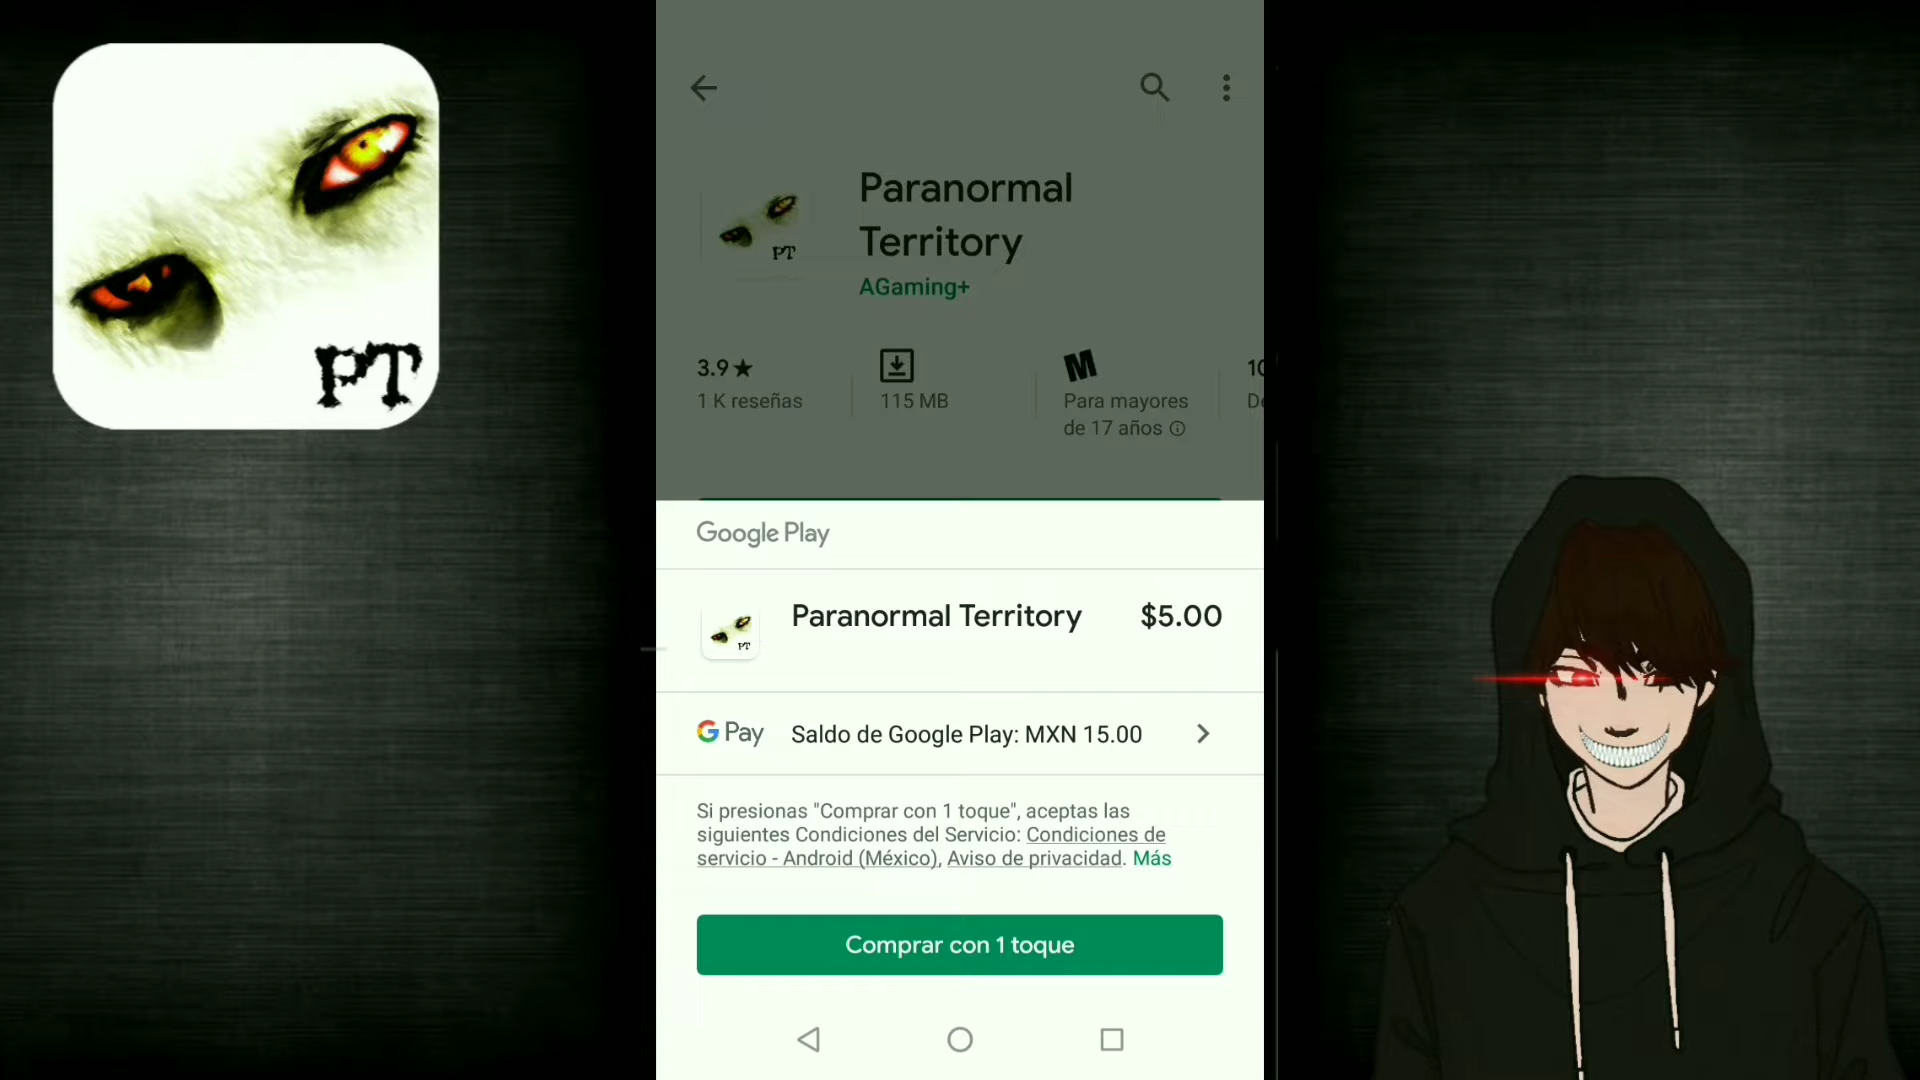 PT
Paranormal
Territory
AGaming+
PT
3.9★
1 K reseñas
115 MB
Para mayores
de 17 años
Google Play
Paranormal Territory
$5.00
PT
G Pay
Saldo de Google Play: MXN 15.00
Si presionas "Comprar con 1 toque", aceptas las
siguientes Condiciones del Servicio: Condiciones de
servicio - Android (México), Aviso de privacidad. Más
Comprar con 1 toque